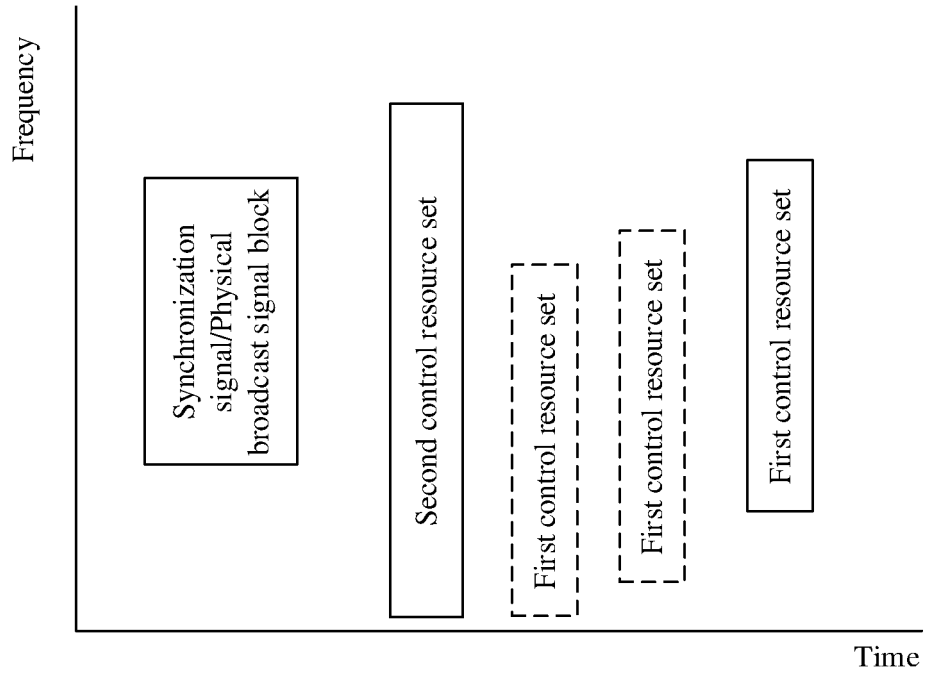 Frequency
Synchronization
signal/Physical
broadcast signal block
Second control resource set
First control resource set
First control resource set
First control resource set
Time